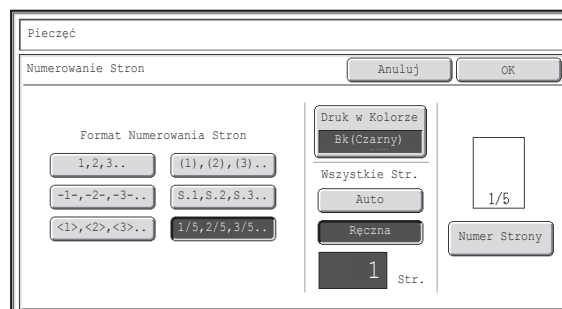 Pieczęć
Numerowanie Stron
Anuluj
OK
Format Numerowania Stron
1,2,3..
(1),(2),(3)..
-1-,-2-,-3-..
S.1,S.2,S.3..
<1>,<2>,<3>..
1/5,2/5,3/5..
Druk w Kolorze
Bk(Czarny)
Wszystkie Str.
Auto
Ręczna
1 Str.
1/5
Numer Strony